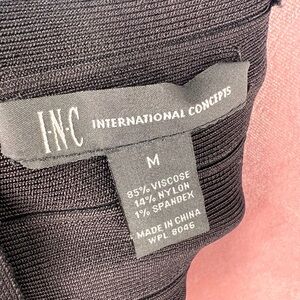 I·N·C INTERNATIONAL CONCEPTS
M
85% VISCOSE
14% NYLON
1% SPANDEX
MADE IN CHINA
WPL 8046